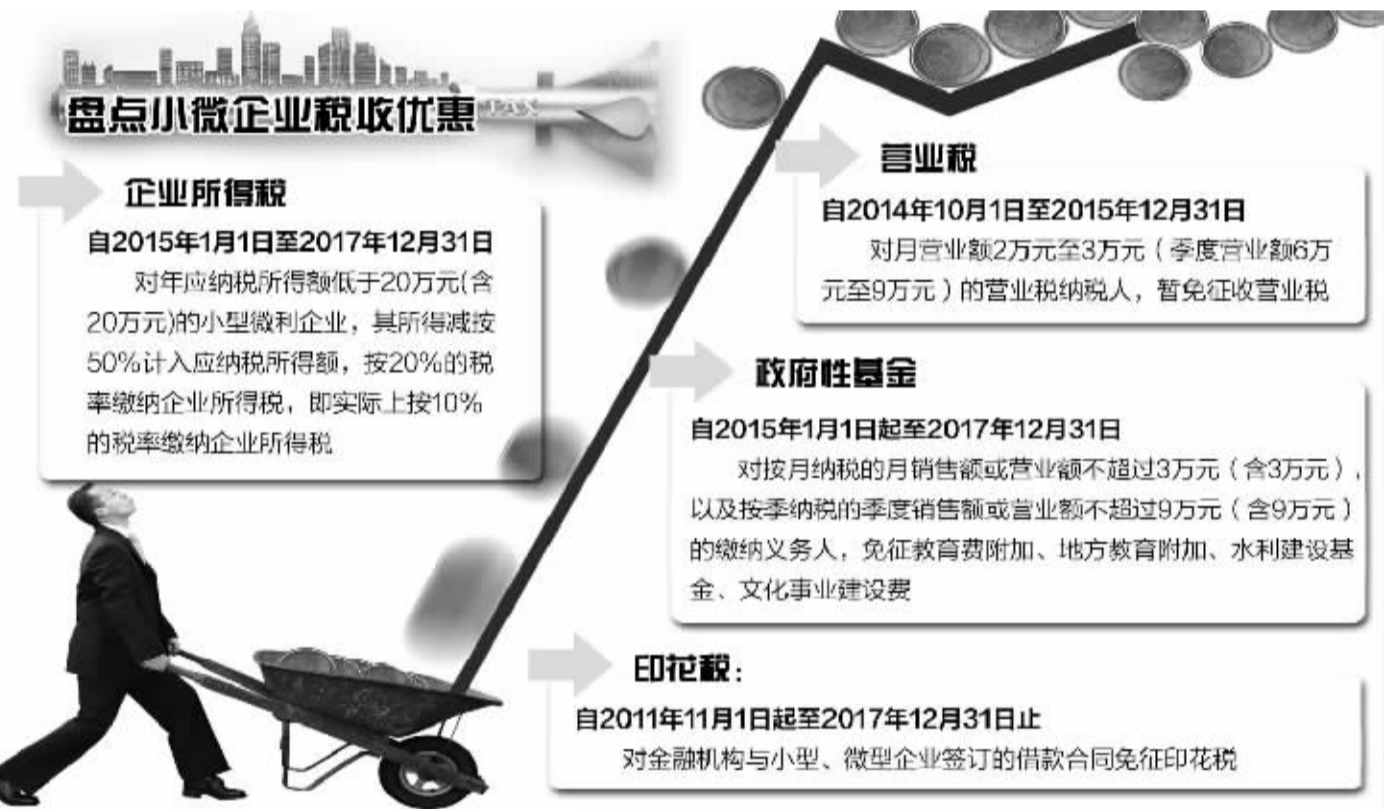 盘点小微企业税收优惠
企业所得税
自2015年1月1日至2017年12月31日
对年应纳税所得额低于20万元(含
20万元)的小型微利企业，其所得减按
50%计入应纳税所得额，按20%的税
率缴纳企业所得税，即实际上按10%
的税率缴纳企业所得税
营业税
自2014年10月1日至2015年12月31日
对月营业额2万元至3万元（季度营业额6万
元至9万元）的营业税纳税人，暂免征收营业税
政府性基金
自2015年1月1日起至2017年12月31日
对按月纳税的月销售额或营业额不超过3万元（含3万元），
以及按季纳税的季度销售额或营业额不超过9万元（含9万元）
的缴纳义务人，免征教育费附加、地方教育附加、水利建设基
金、文化事业建设费
印花税：
自2011年11月1日起至2017年12月31日止
对金融机构与小型、微型企业签订的借款合同免征印花税